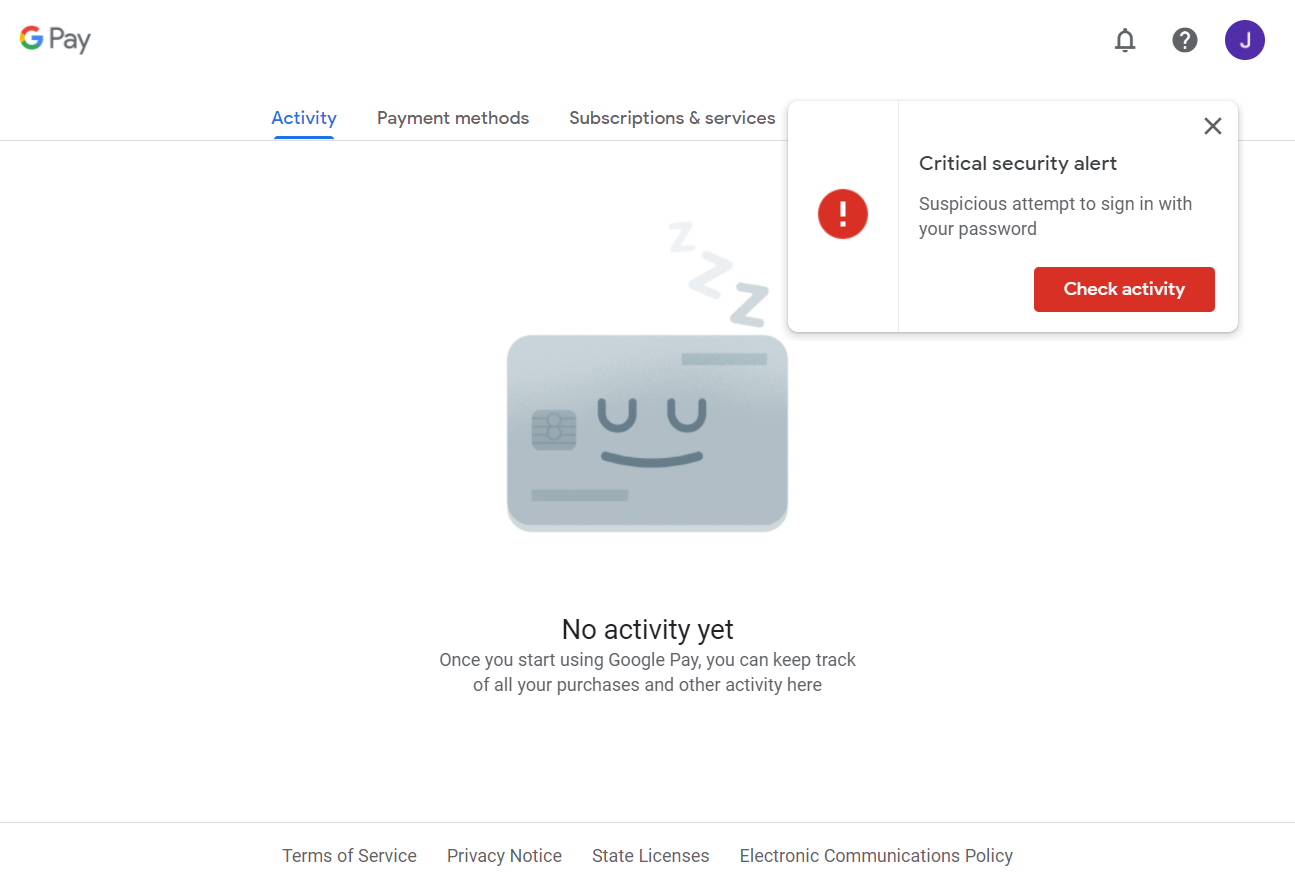 G Pay
J
Activity Payment methods Subscriptions & services
Critical security alert
Suspicious attempt to sign in with
your password
Check activity
z
z
z
No activity yet
Once you start using Google Pay, you can keep track
of all your purchases and other activity here
Terms of Service Privacy Notice State Licenses Electronic Communications Policy